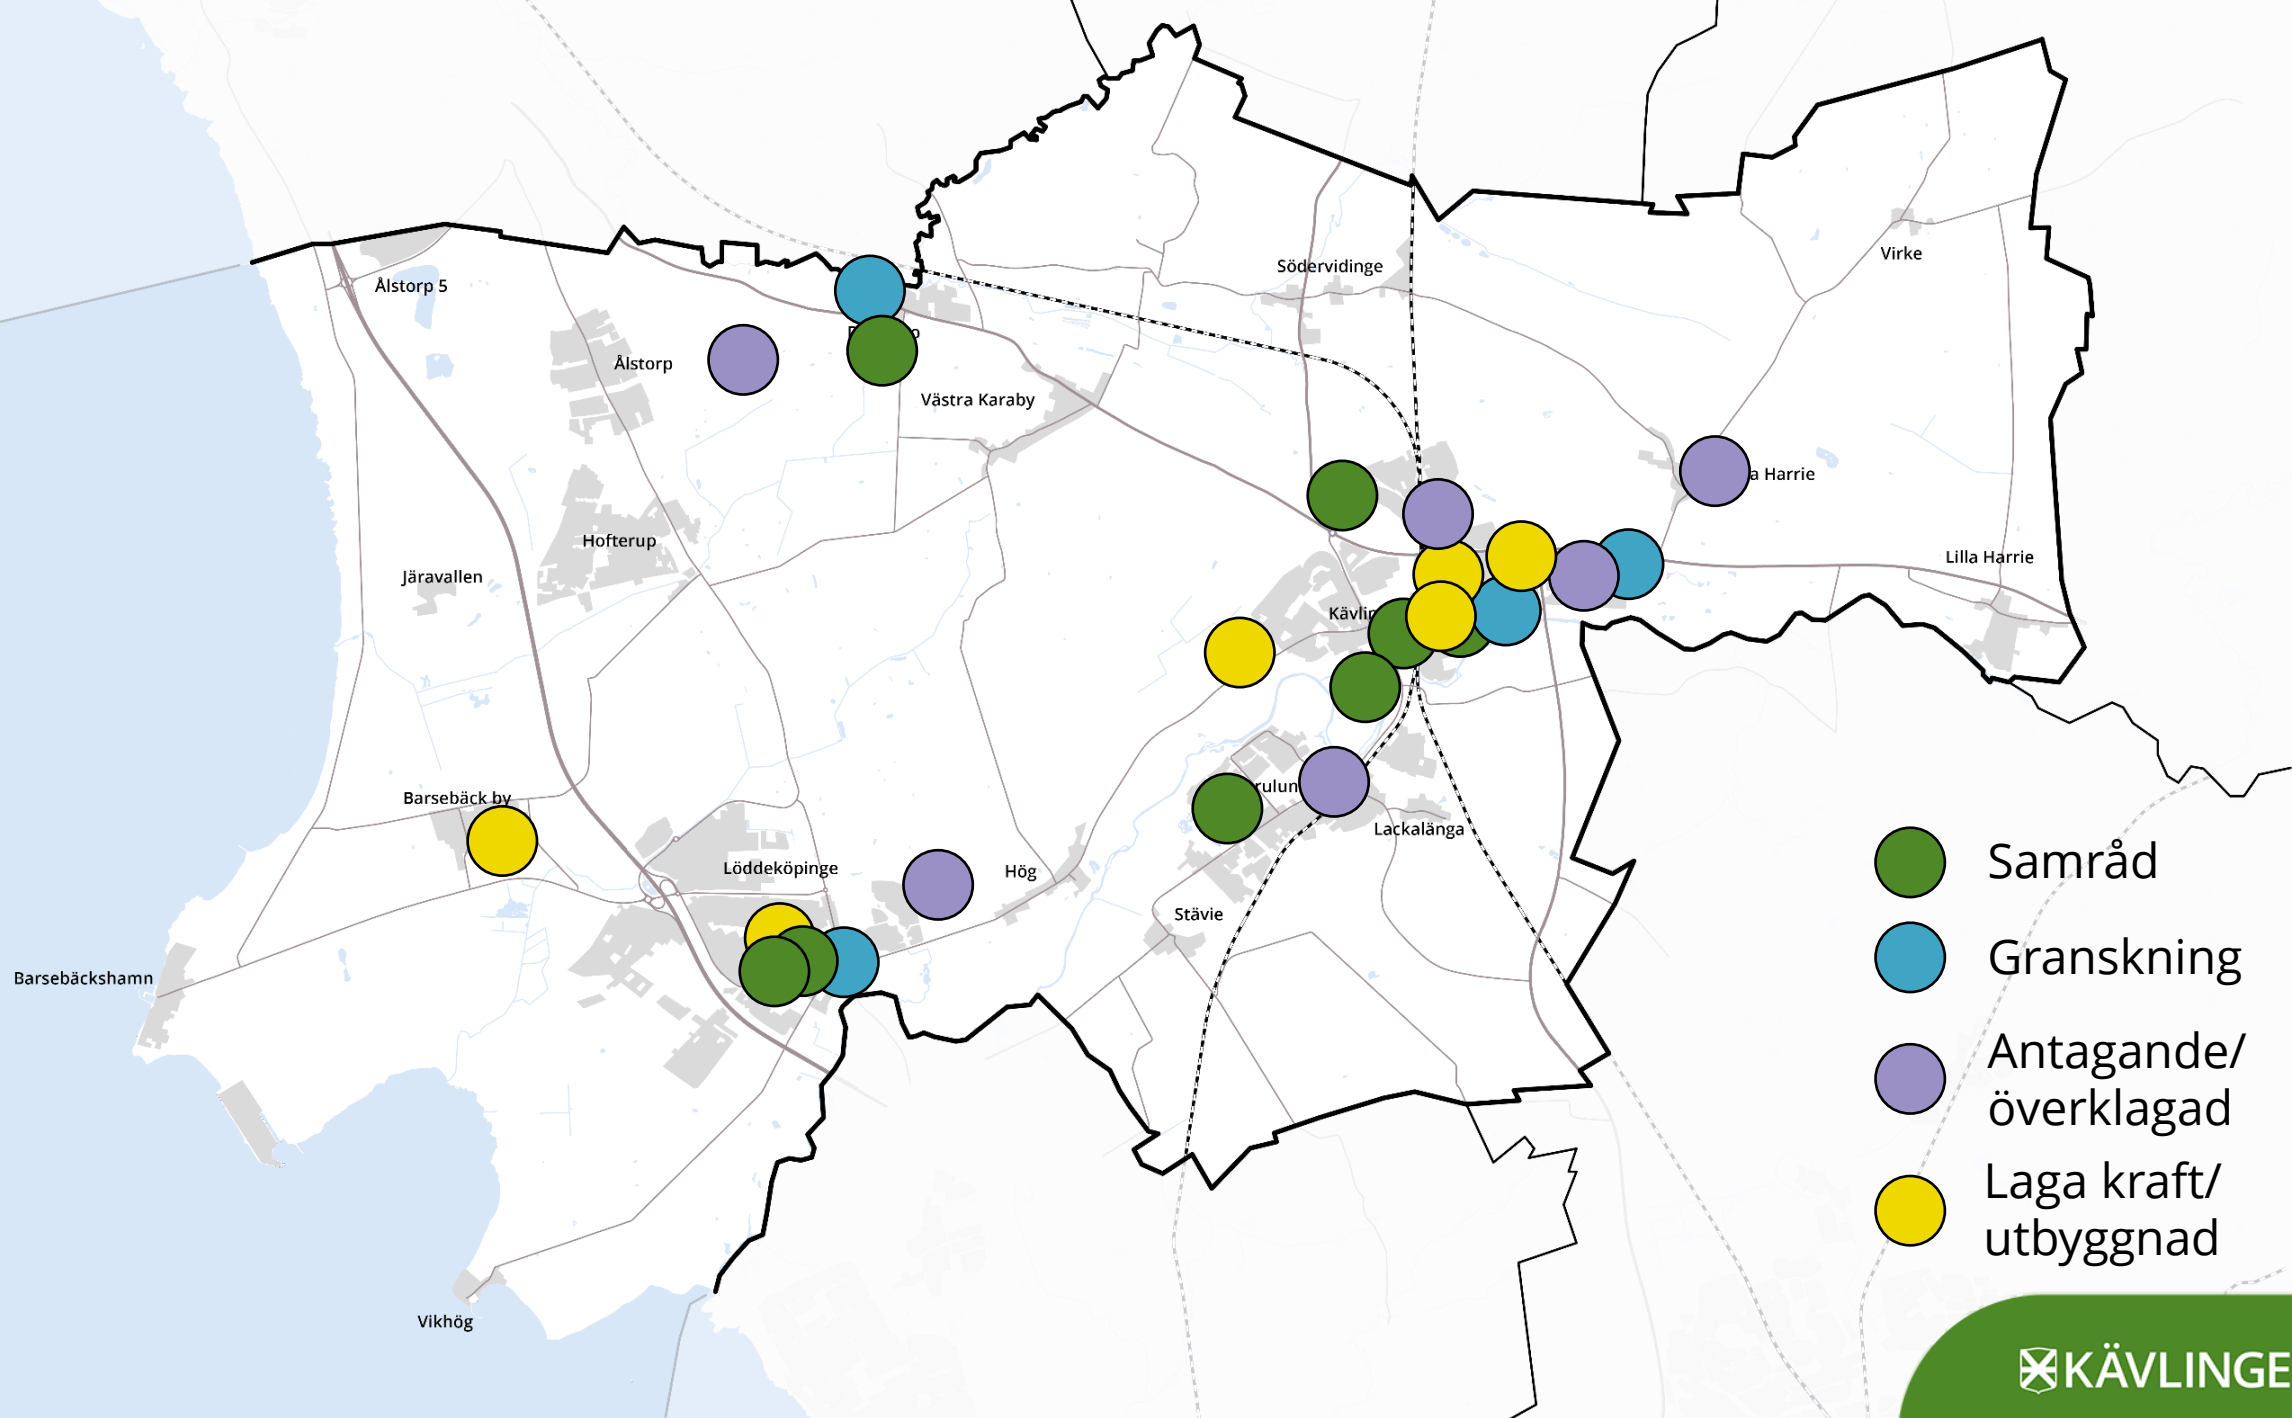 Virke
Södervidinge
Ålstorp 5
Ålstorp
Västra Karaby
a Harrie
Hofterup
Lilla Harrie
Järavallen
Kävlin
Barsebäck by
rulun
Lackalänga
Löddeköpinge
Hög
Stävie
Barsebäckshamn
Vikhög
Samråd
Granskning
Antagande/
överklagad
Laga kraft/
utbyggnad
KÄVLINGE